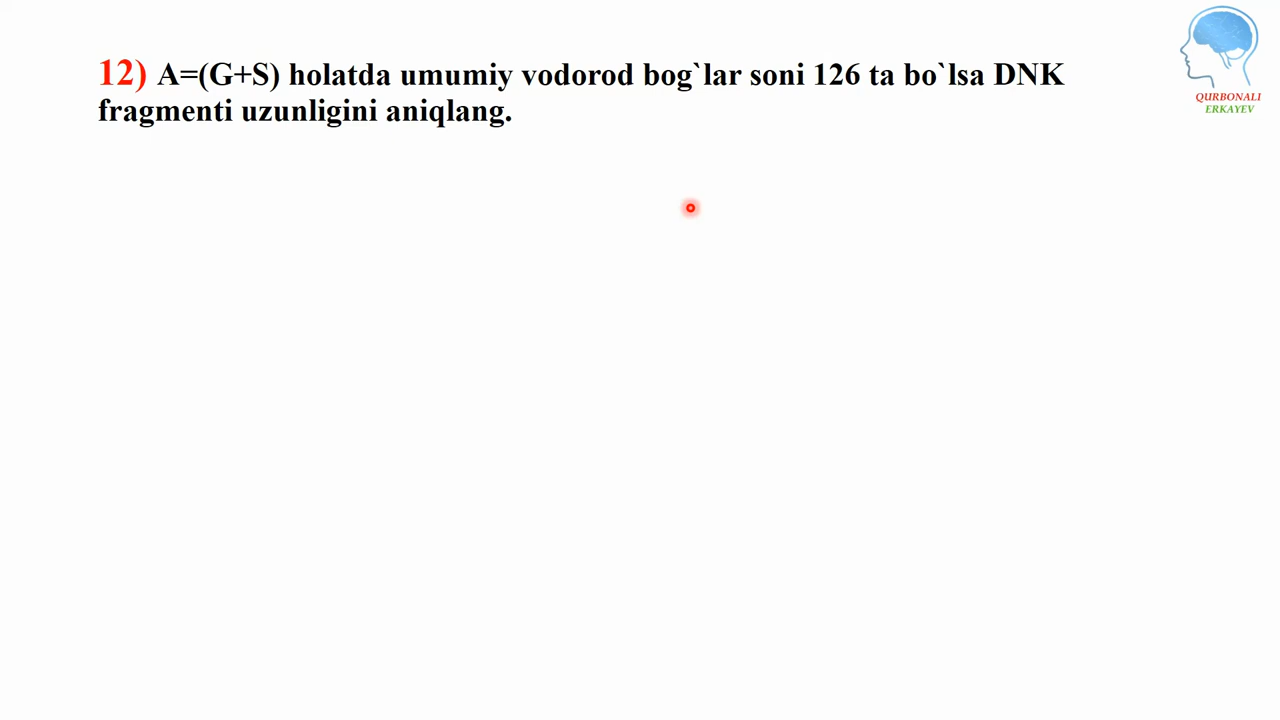 12) A=(G+S) holatda umumiy vodorod bog`lar soni 126 ta bo`lsa DNK
fragmenti uzunligini aniqlang.
QURBONALI
ERKAYEV